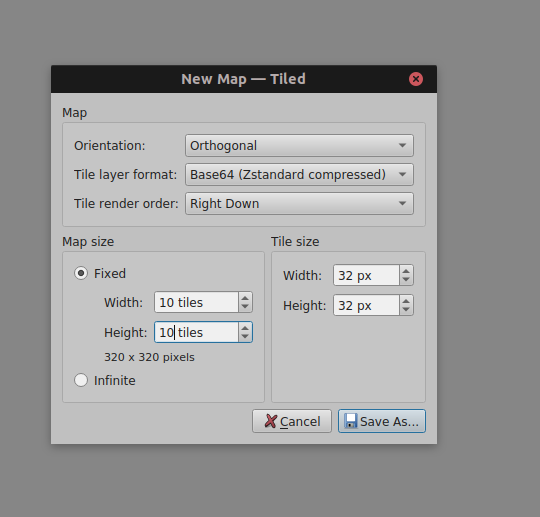 New Map — Tiled
Map
Orientation: Orthogonal
Tile layer format: Base64 (Zstandard compressed)
Tile render order: Right Down
Map size
Fixed
Width: 10 tiles
Height: 10 tiles
320 x 320 pixels
Infinite
Tile size
Width: 32 px
Height: 32 px
Cancel
Save As...